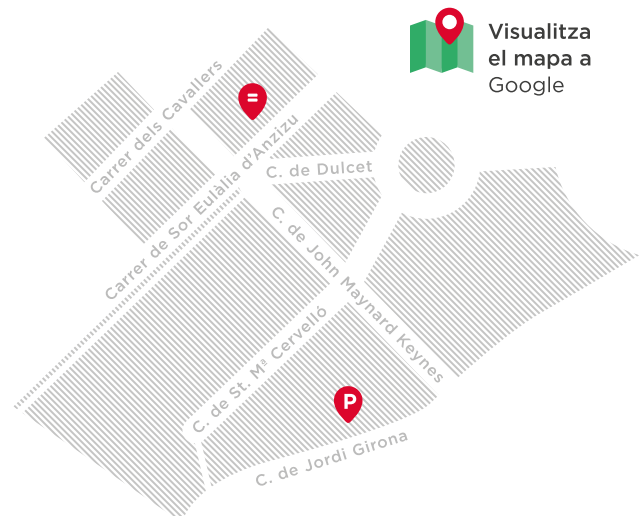 Visualitza
el mapa a
Google
Carrer dels Cavallers
=
Carrer de Sor Eulàlia d'Anzizu
C. de Dulcet
C. de John Maynard Keynes
C. de St. Mª Cervelló
P
C. de Jordi Girona